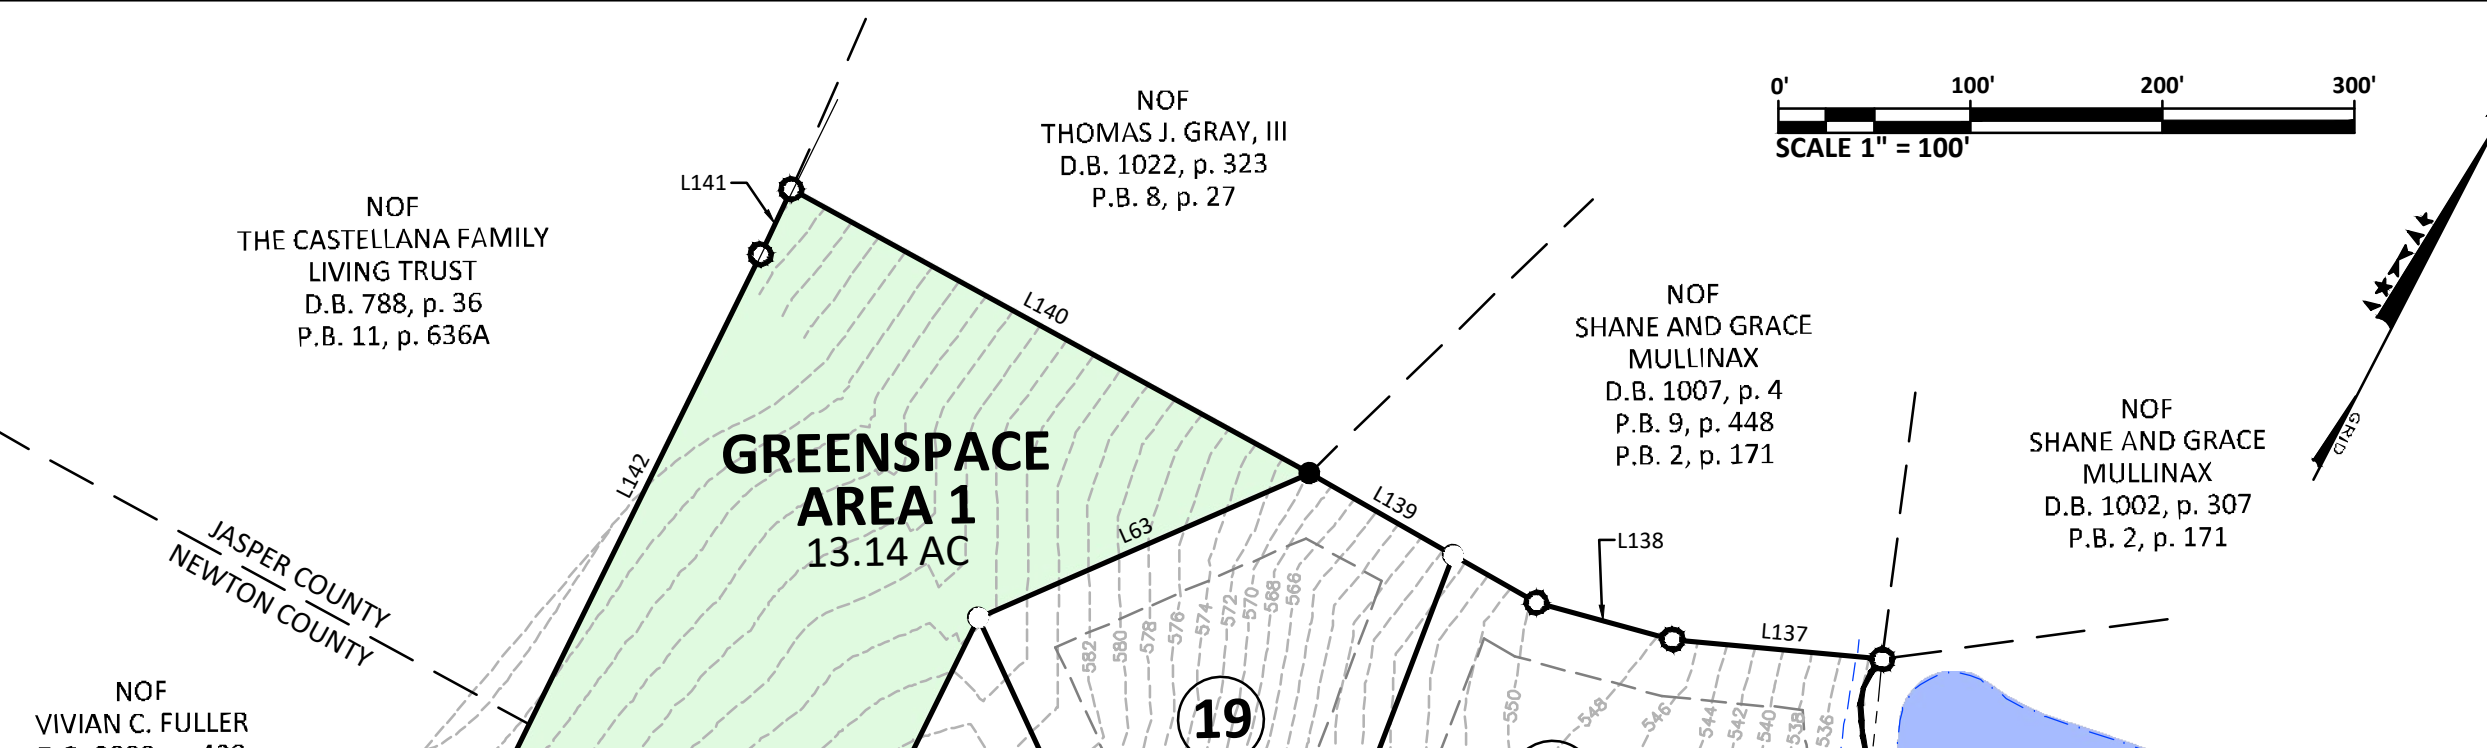 0' 100' 200' 300'
SCALE 1" = 100'
NOF
THOMAS J. GRAY, III
D.B. 1022, p. 323
P.B. 8, p. 27
L141
NOF
THE CASTELLANA FAMILY
LIVING TRUST
D.B. 788, p. 36
P.B. 11, p. 636A
L140
NOF
SHANE AND GRACE
MULLINAX
D.B. 1007, p. 4
P.B. 9, p. 448
P.B. 2, p. 171
NOF
SHANE AND GRACE
MULLINAX
D.B. 1002, p. 307
P.B. 2, p. 171
GRID
GREENSPACE
AREA 1
13.14 AC
L142
L139
L63
L138
L137
JASPER COUNTY
NEWTON COUNTY
582 580 578 576 574 572 570 568 566
550 548 546 544 542 540 538 536
19
NOF
VIVIAN C. FULLER